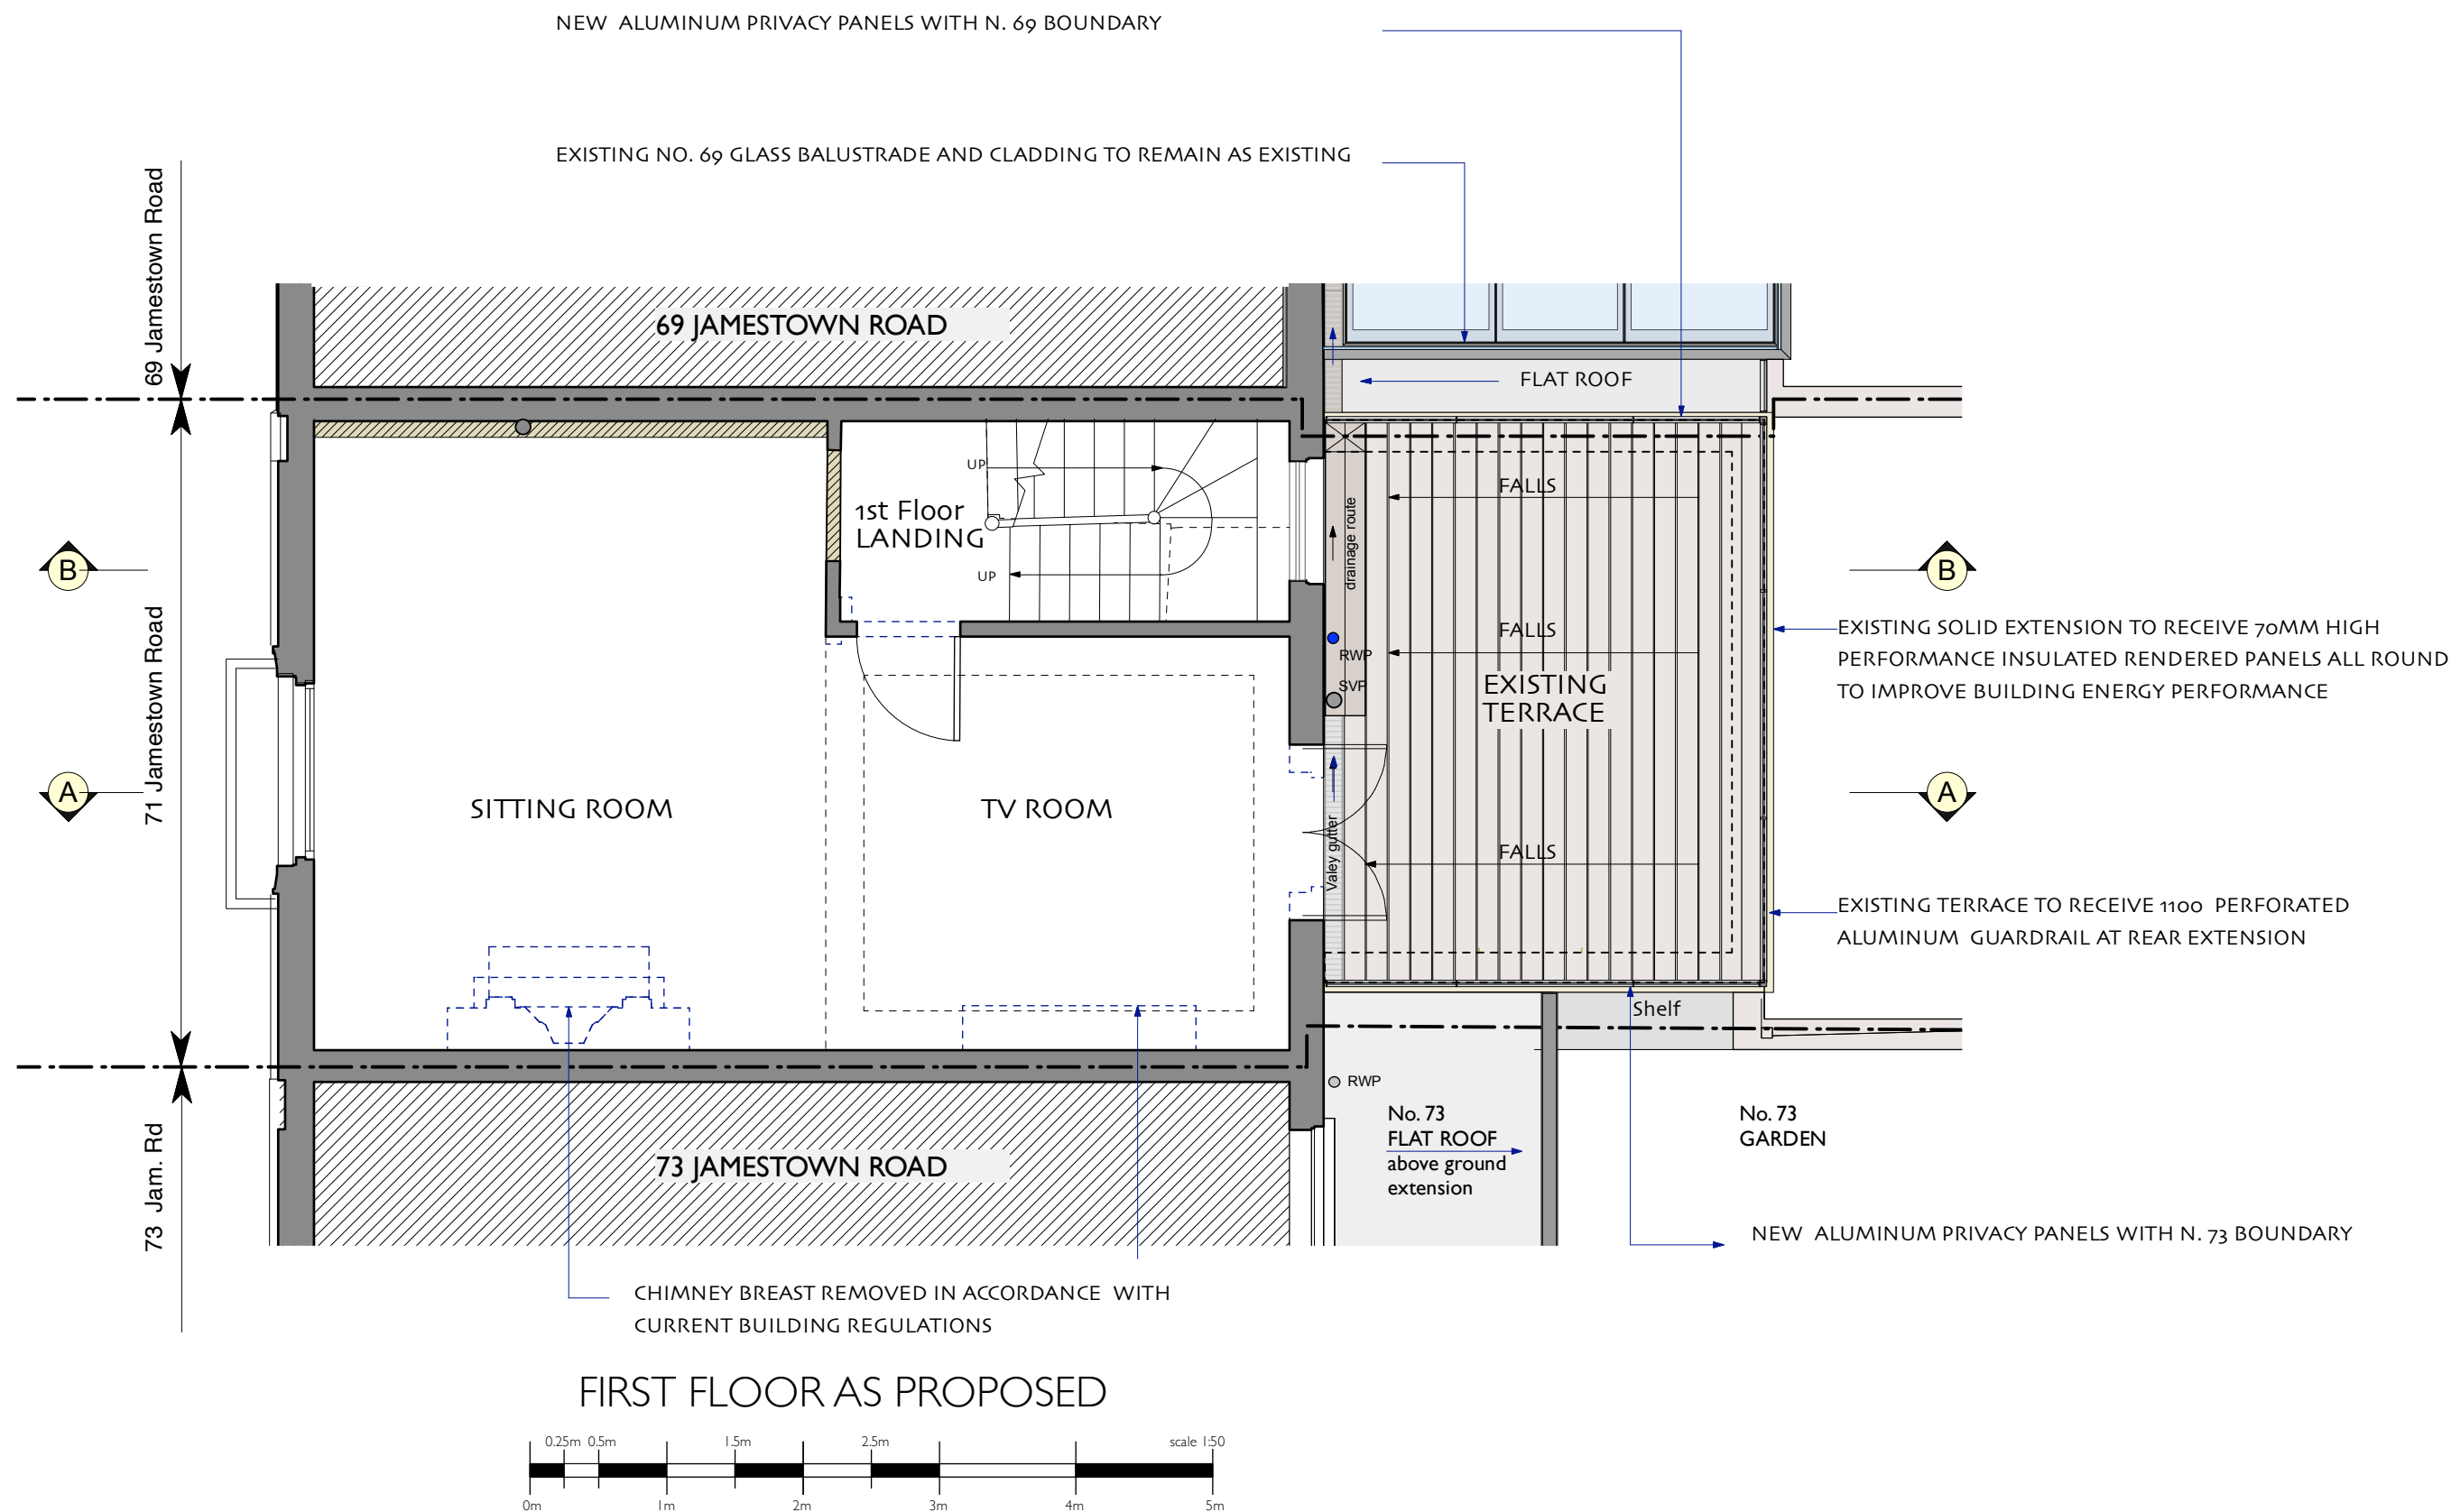 NEW ALUMINUM PRIVACY PANELS WITH N. 69 BOUNDARY
EXISTING NO. 69 GLASS BALUSTRADE AND CLADDING TO REMAIN AS EXISTING
69 Jamestown Road
71 Jamestown Road
73 Jam. Rd
69 JAMESTOWN ROAD
FLAT ROOF
UP
1st Floor
LANDING
UP
FALLS
drainage route
B
B
FALLS
RWP
SVP
EXISTING
TERRACE
EXISTING SOLID EXTENSION TO RECEIVE 70MM HIGH
PERFORMANCE INSULATED RENDERED PANELS ALL ROUND
TO IMPROVE BUILDING ENERGY PERFORMANCE
A
A
SITTING ROOM
TV ROOM
Valey gutter
FALLS
EXISTING TERRACE TO RECEIVE 1100 PERFORATED
ALUMINUM GUARDRAIL AT REAR EXTENSION
Shelf
RWP
No. 73
FLAT ROOF
above ground
extension
No. 73
GARDEN
73 JAMESTOWN ROAD
NEW ALUMINUM PRIVACY PANELS WITH N. 73 BOUNDARY
CHIMNEY BREAST REMOVED IN ACCORDANCE WITH
CURRENT BUILDING REGULATIONS
FIRST FLOOR AS PROPOSED
0.25m 0.5m 1.5m 2.5m scale 1:50
0m 1m 2m 3m 4m 5m